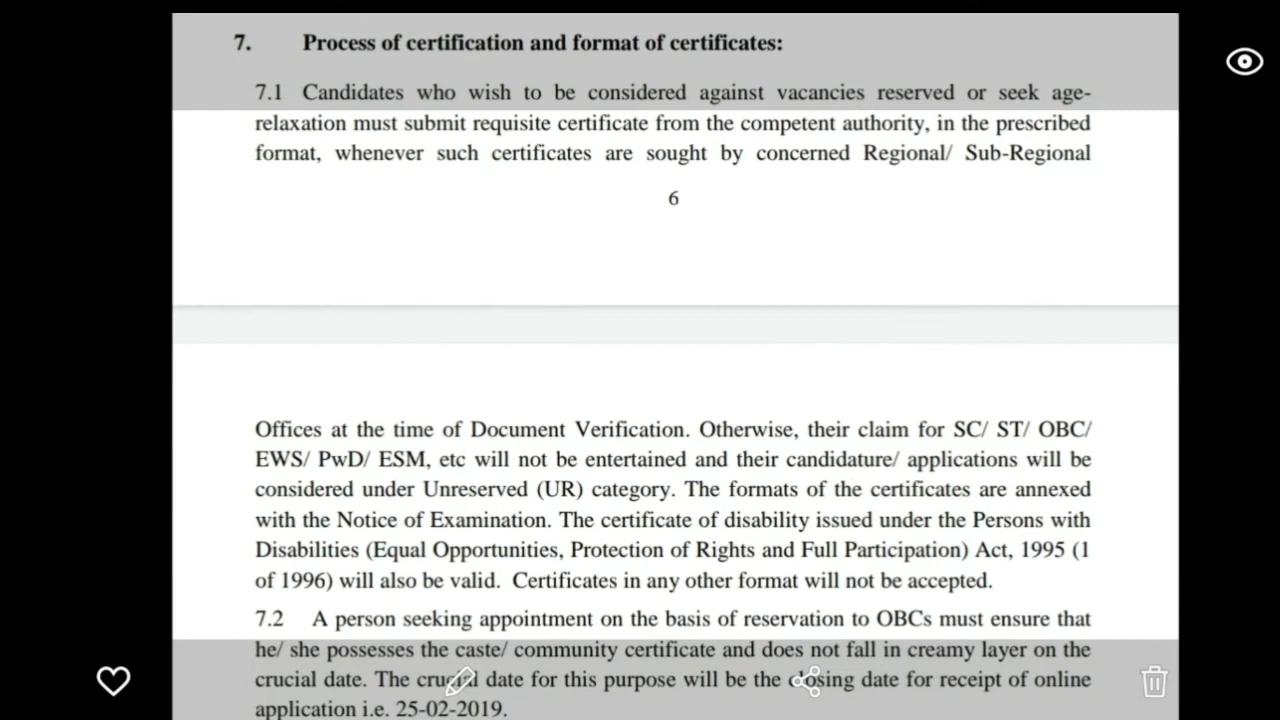 7. Process of certification and format of certificates:
7.1 Candidates who wish to be considered against vacancies reserved or seek age-
relaxation must submit requisite certificate from the competent authority, in the prescribed
format, whenever such certificates are sought by concerned Regional/ Sub-Regional
6
Offices at the time of Document Verification. Otherwise, their claim for SC/ ST/ OBC/
EWS/ PwD/ ESM, etc will not be entertained and their candidature/ applications will be
considered under Unreserved (UR) category. The formats of the certificates are annexed
with the Notice of Examination. The certificate of disability issued under the Persons with
Disabilities (Equal Opportunities, Protection of Rights and Full Participation) Act, 1995 (1
of 1996) will also be valid. Certificates in any other format will not be accepted.
7.2 A person seeking appointment on the basis of reservation to OBCs must ensure that
he/ she possesses the caste/ community certificate and does not fall in creamy layer on the
crucial date. The crucial date for this purpose will be the closing date for receipt of online
application i.e. 25-02-2019.